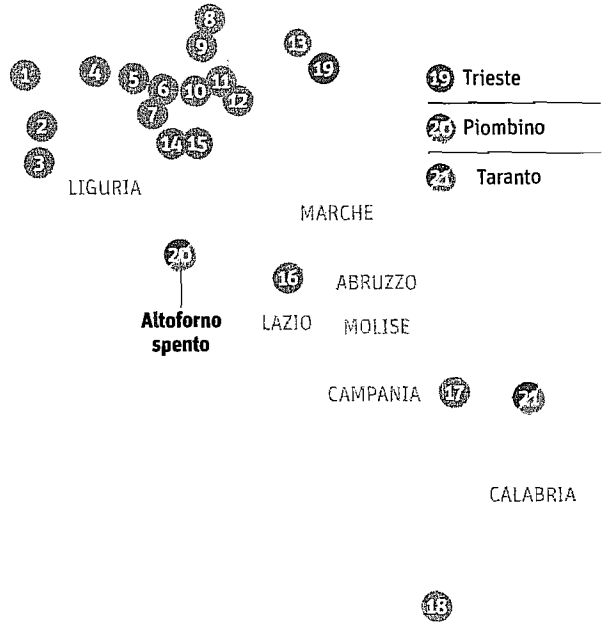 8
9
13
19
1
4
5
6
10
11
12
7
2
3
14
15
19 Trieste
20 Piombino
21 Taranto
LIGURIA
MARCHE
20
16
ABRUZZO
Altoforno
spento
LAZIO
MOLISE
CAMPANIA
17
21
CALABRIA
18